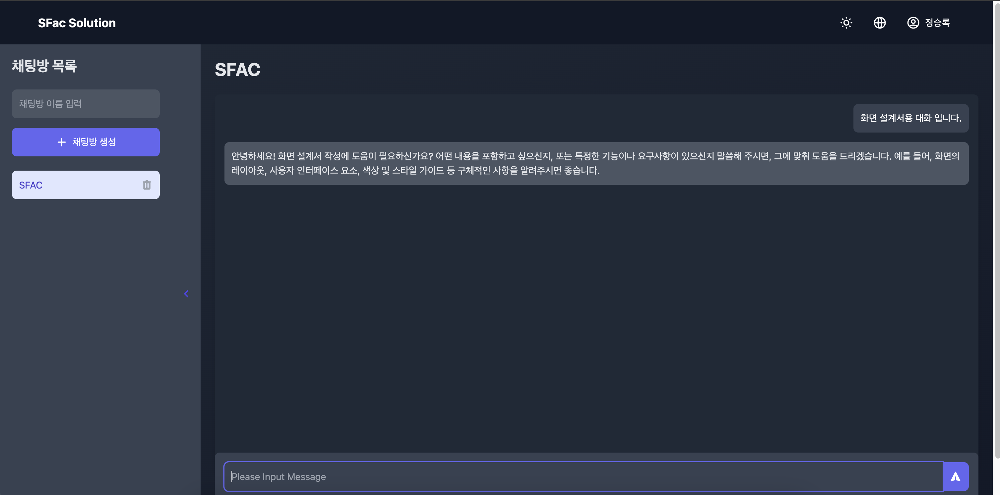 SFac Solution
정승록
채팅방 목록
채팅방 이름 입력
채팅방 생성
SFAC
SFAC
화면 설계서용 대화 입니다.
안녕하세요! 화면 설계서 작성에 도움이 필요하신가요? 어떤 내용을 포함하고 싶으신지, 또는 특정한 기능이나 요구사항이 있으신지 말씀해 주시면, 그에 맞춰 도움을 드리겠습니다. 예를 들어, 화면의
레이아웃, 사용자 인터페이스 요소, 색상 및 스타일 가이드 등 구체적인 사항을 알려주시면 좋습니다.
Please Input Message